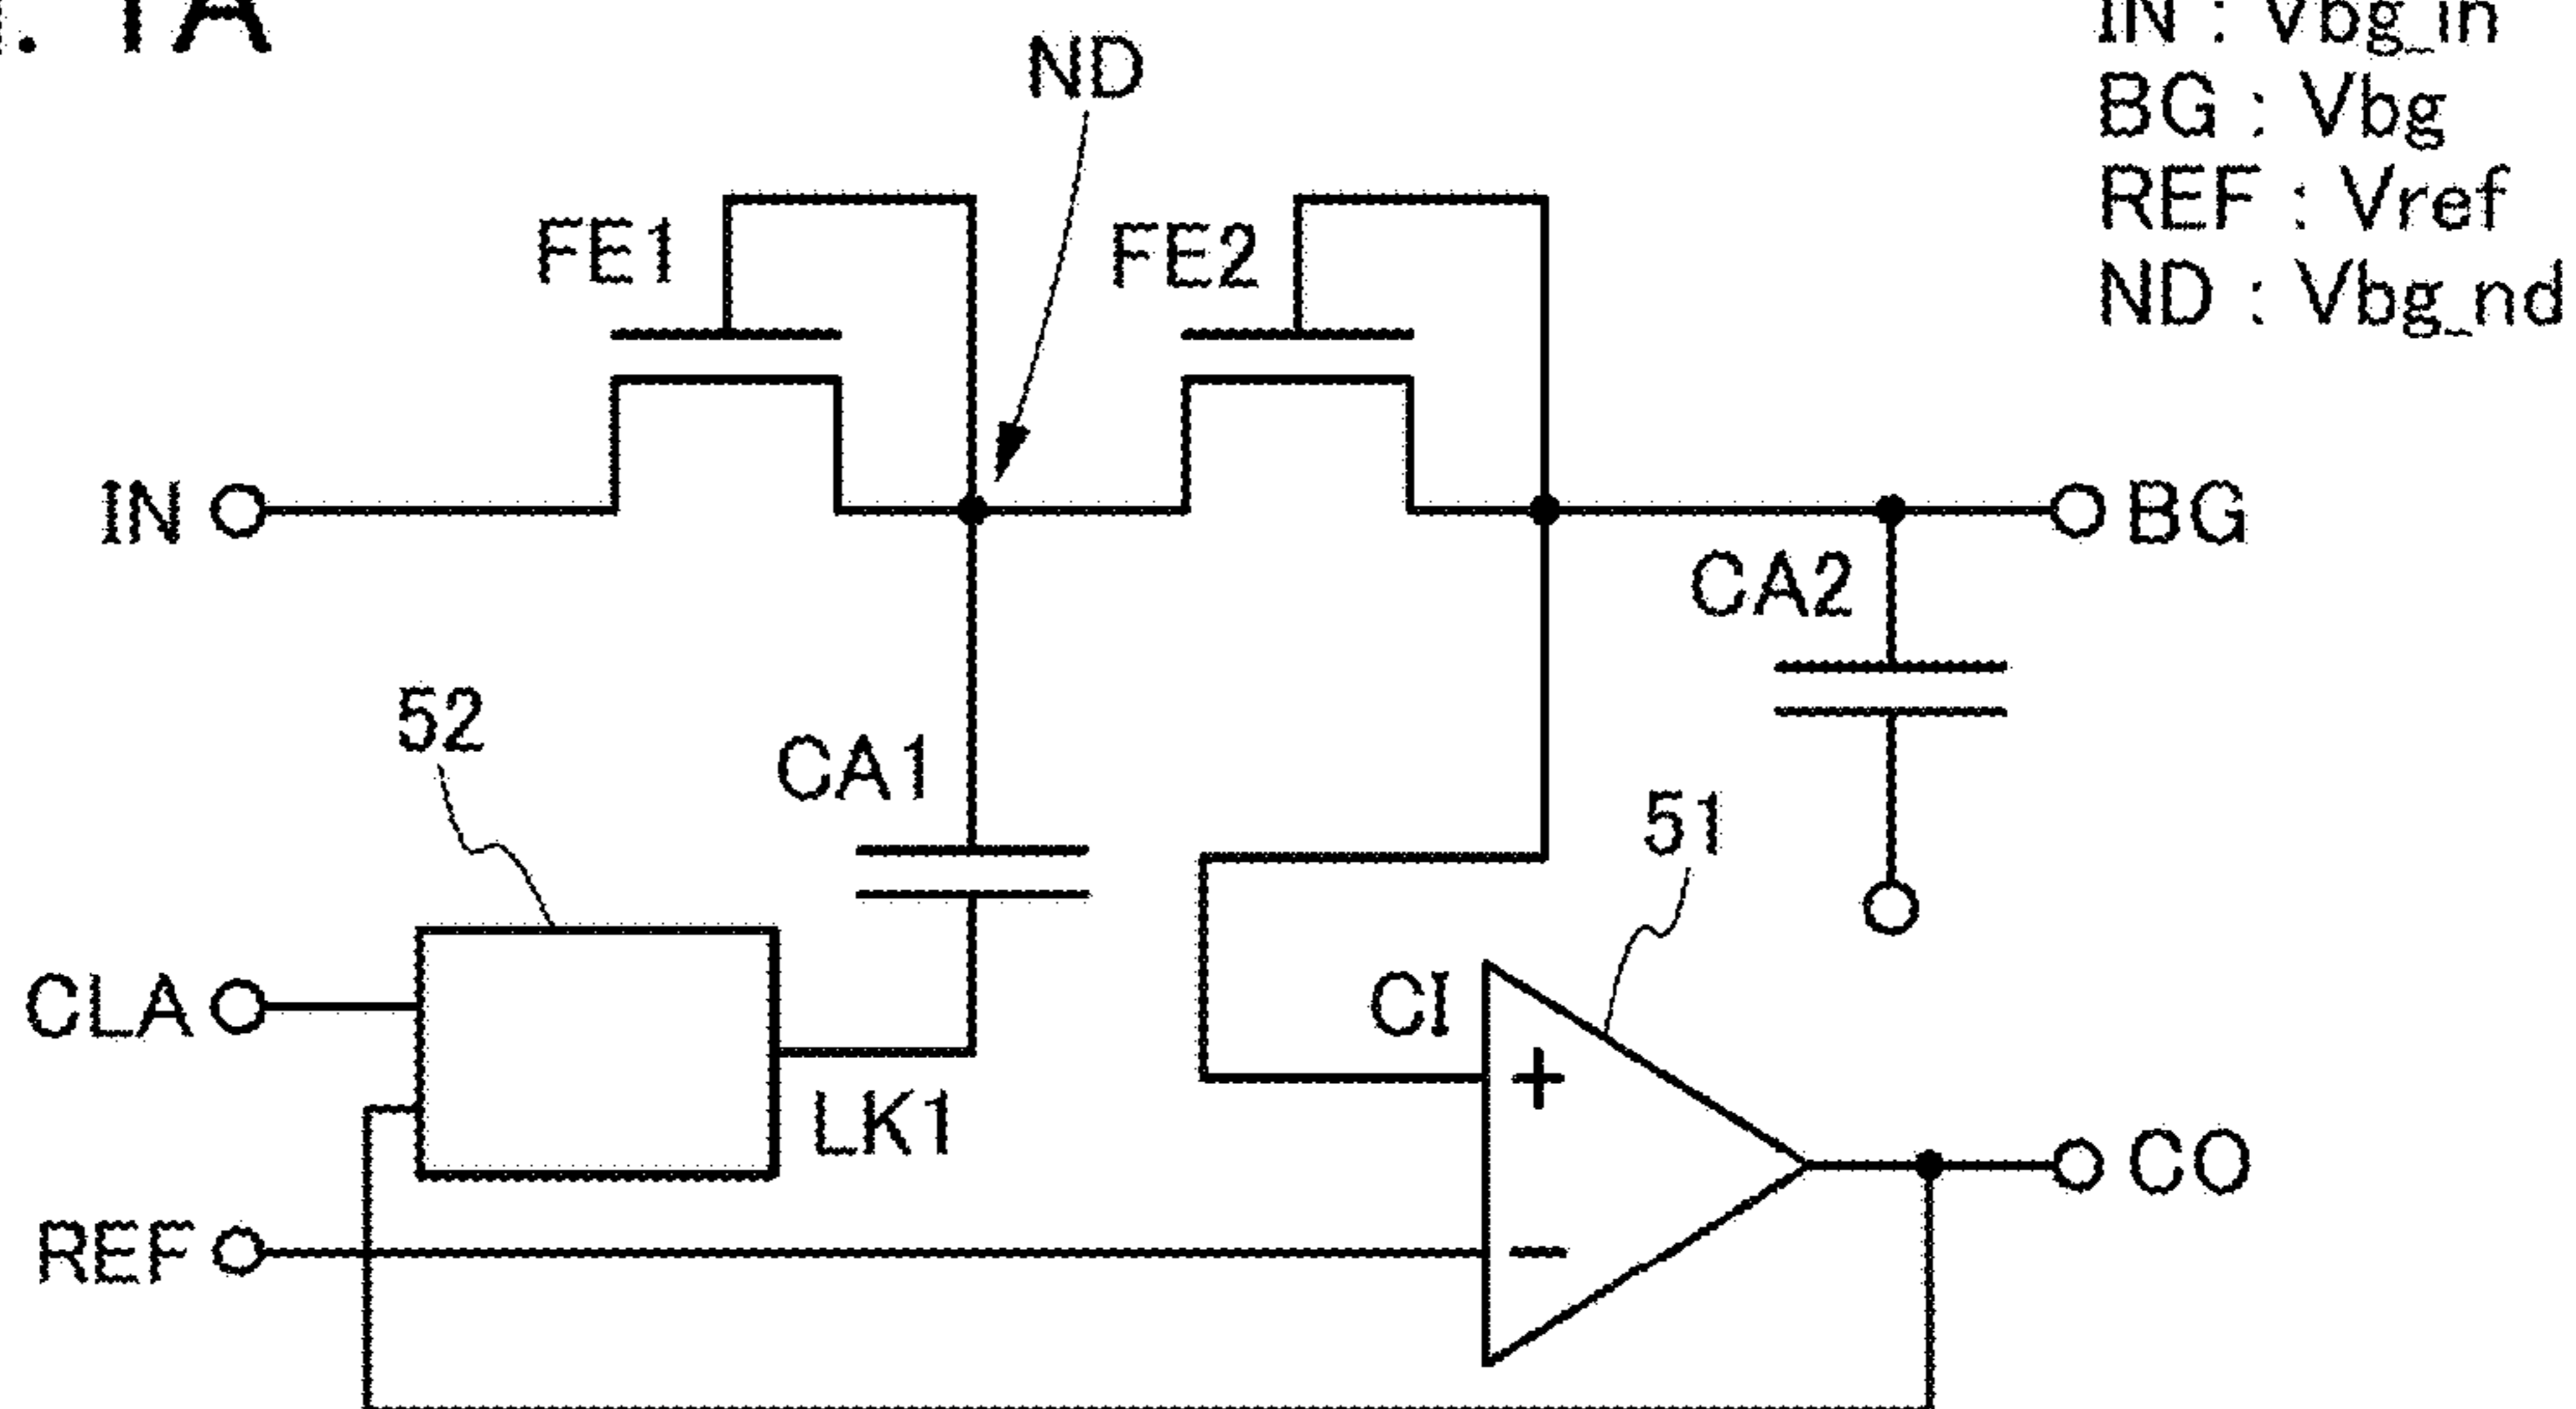 . 1A
IN : Vbg_in
BG : Vbg
REF : Vref
ND : Vbg_nd
ND
FE1
FE2
IN
BG
CA2
52
CA1
51
CLA
CI
+
LK1
CO
REF
−